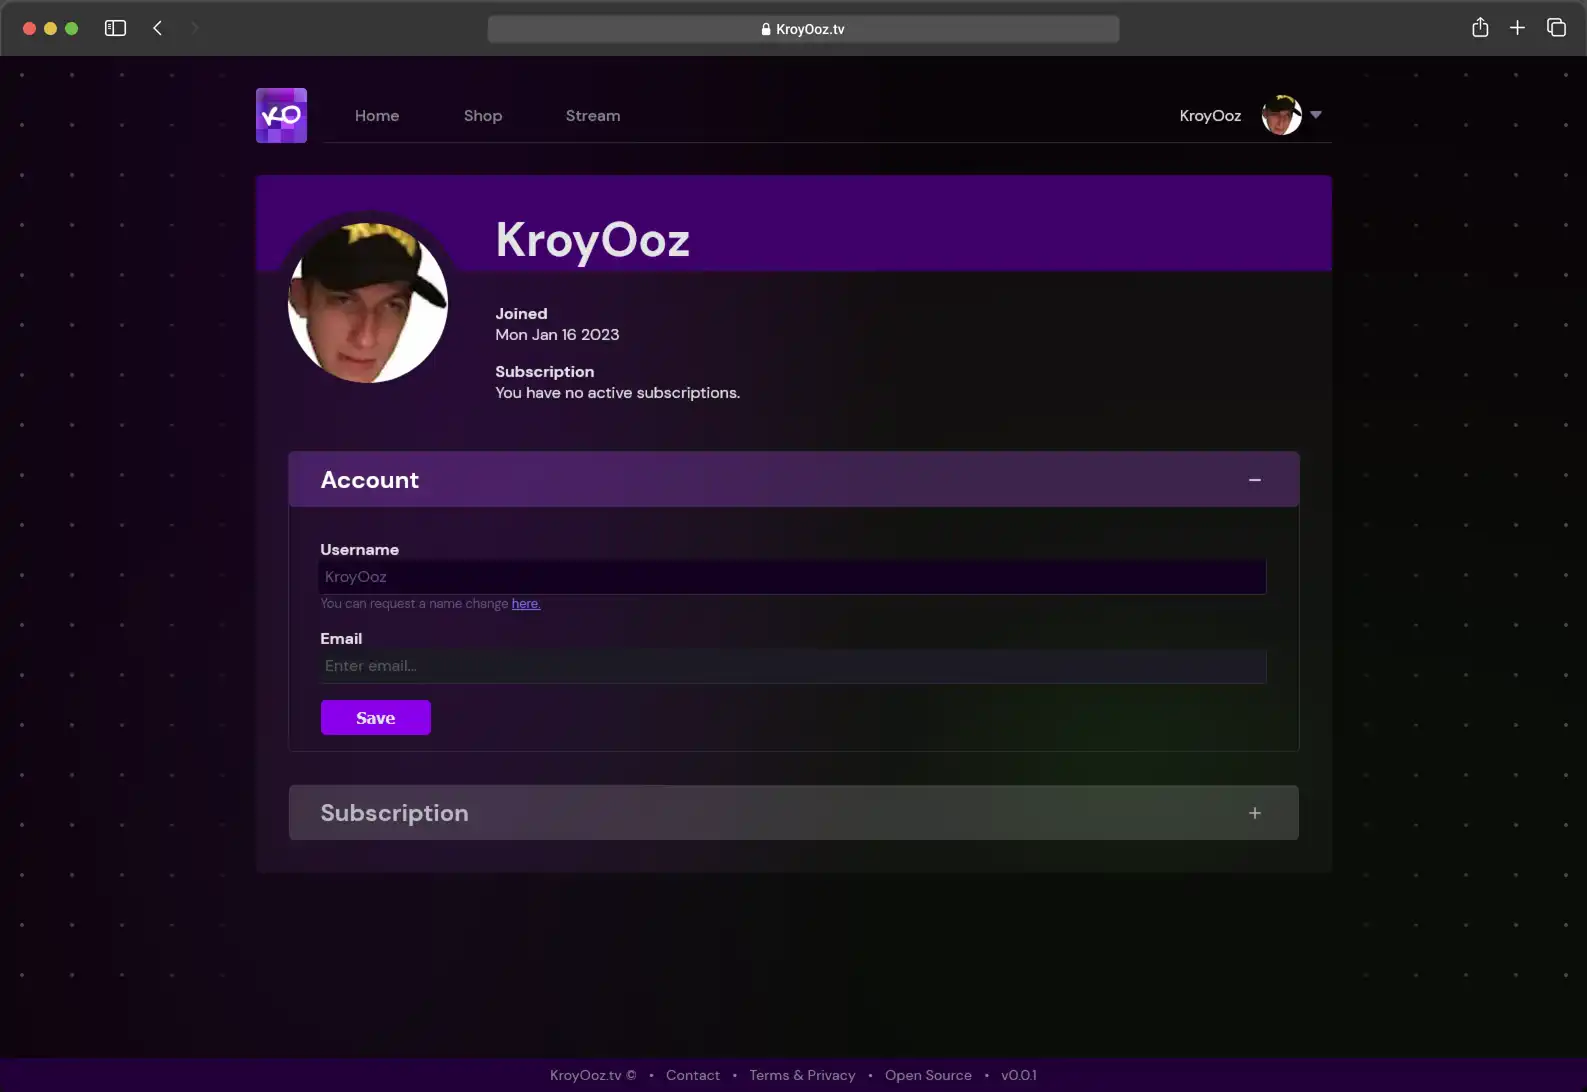 KroyOoz.tv
KO
Home Shop Stream KroyOoz
KroyOoz
Joined
Mon Jan 16 2023
Subscription
You have no active subscriptions.
Account
Username
KroyOoz
You can request a name change here.
Email
Enter email...
Save
Subscription
KroyOoz.tv © • Contact • Terms & Privacy • Open Source • v0.0.1